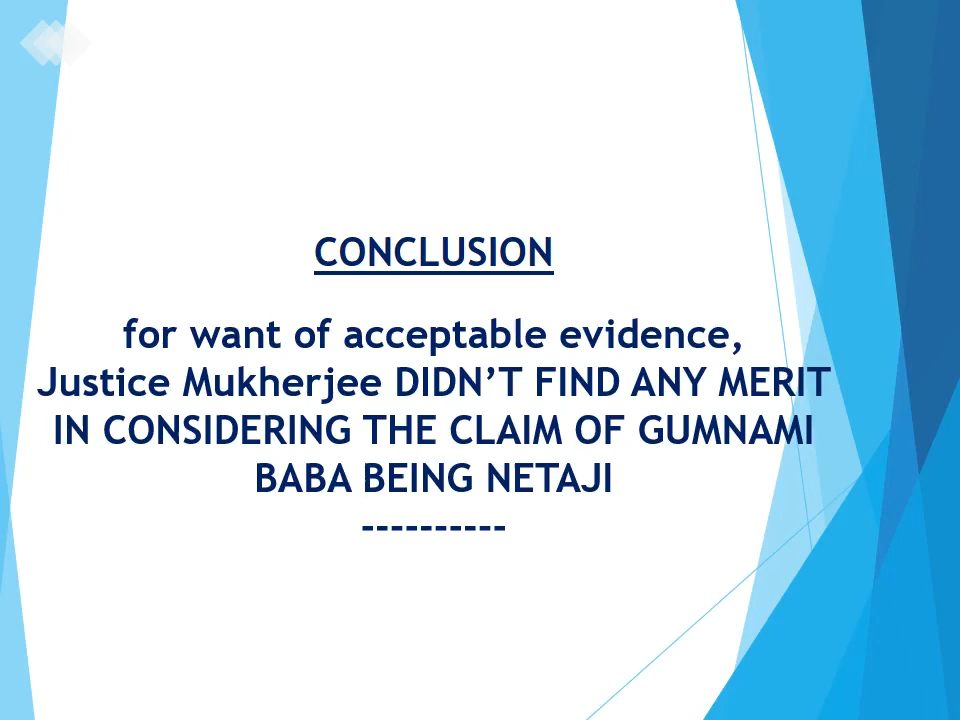 CONCLUSION
for want of acceptable evidence,
Justice Mukherjee DIDN’T FIND ANY MERIT
IN CONSIDERING THE CLAIM OF GUMNAMI
BABA BEING NETAJI
----------